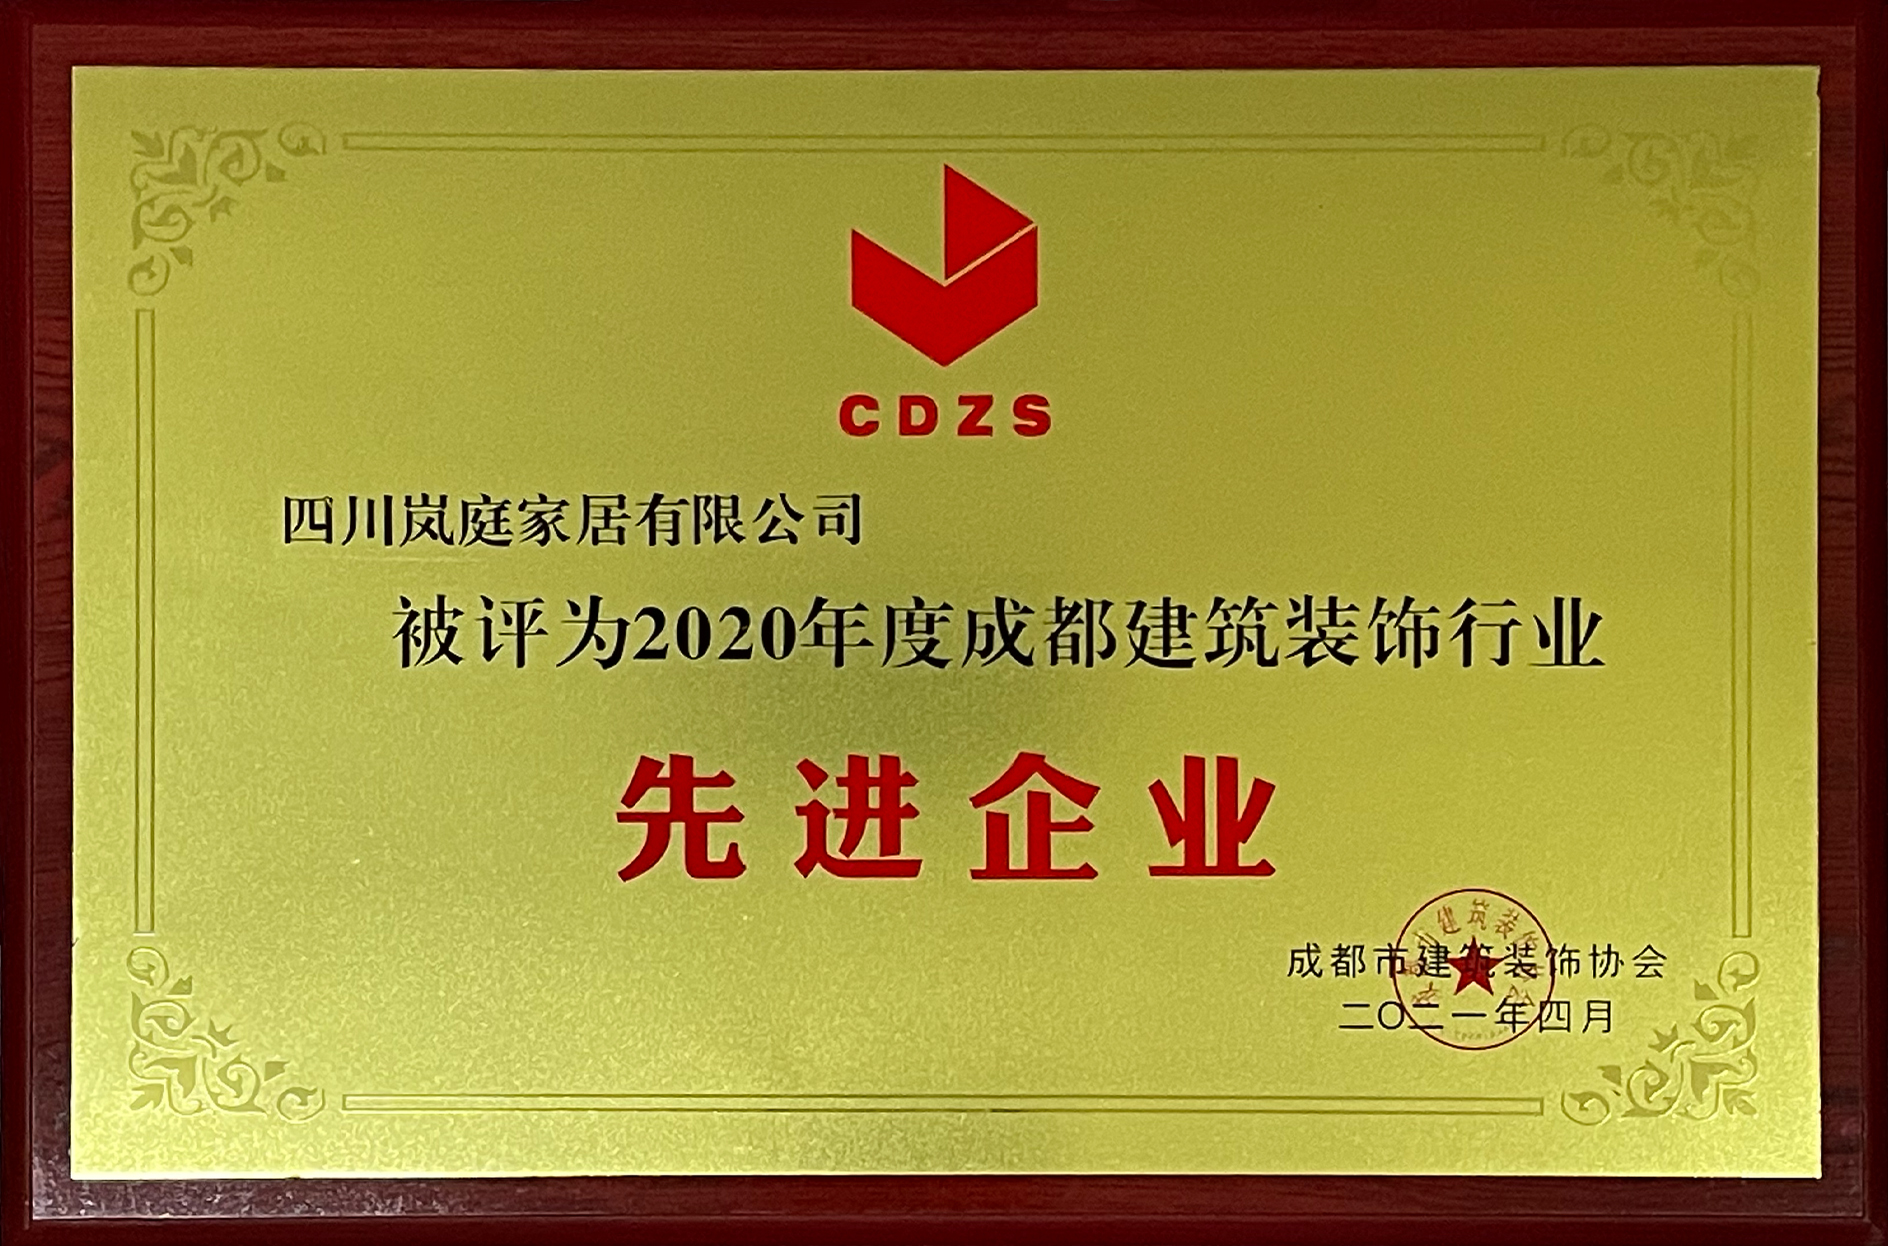 CDZS
四川岚庭家居有限公司
被评为2020年度成都建筑装饰行业
先进企业
成都市建筑装饰协会
二〇二一年四月